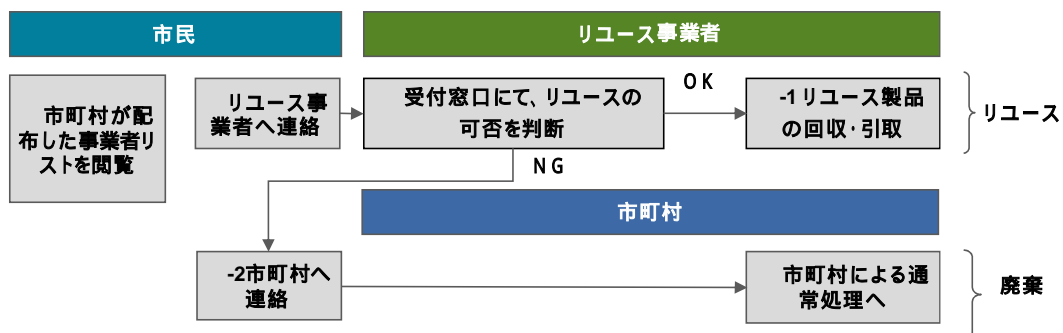 市民
リユース事業者
市町村が配
布した事業者リ
ストを閲覧
リユース事
業者へ連絡
受付窓口にて、リユースの
可否を判断
OK
-1リユース製品
の回収・引取
リユース
NG
市町村
-2市町村へ
連絡
市町村による通
常処理へ
廃棄